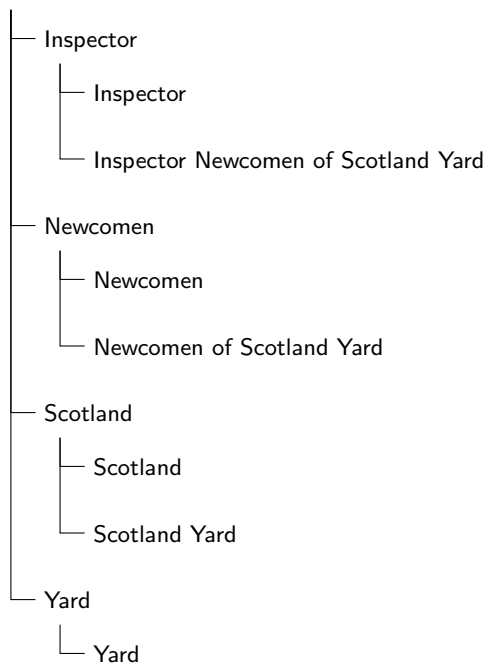 Inspector
Inspector
Inspector Newcomen of Scotland Yard
Newcomen
Newcomen
Newcomen of Scotland Yard
Scotland
Scotland
Scotland Yard
Yard
Yard